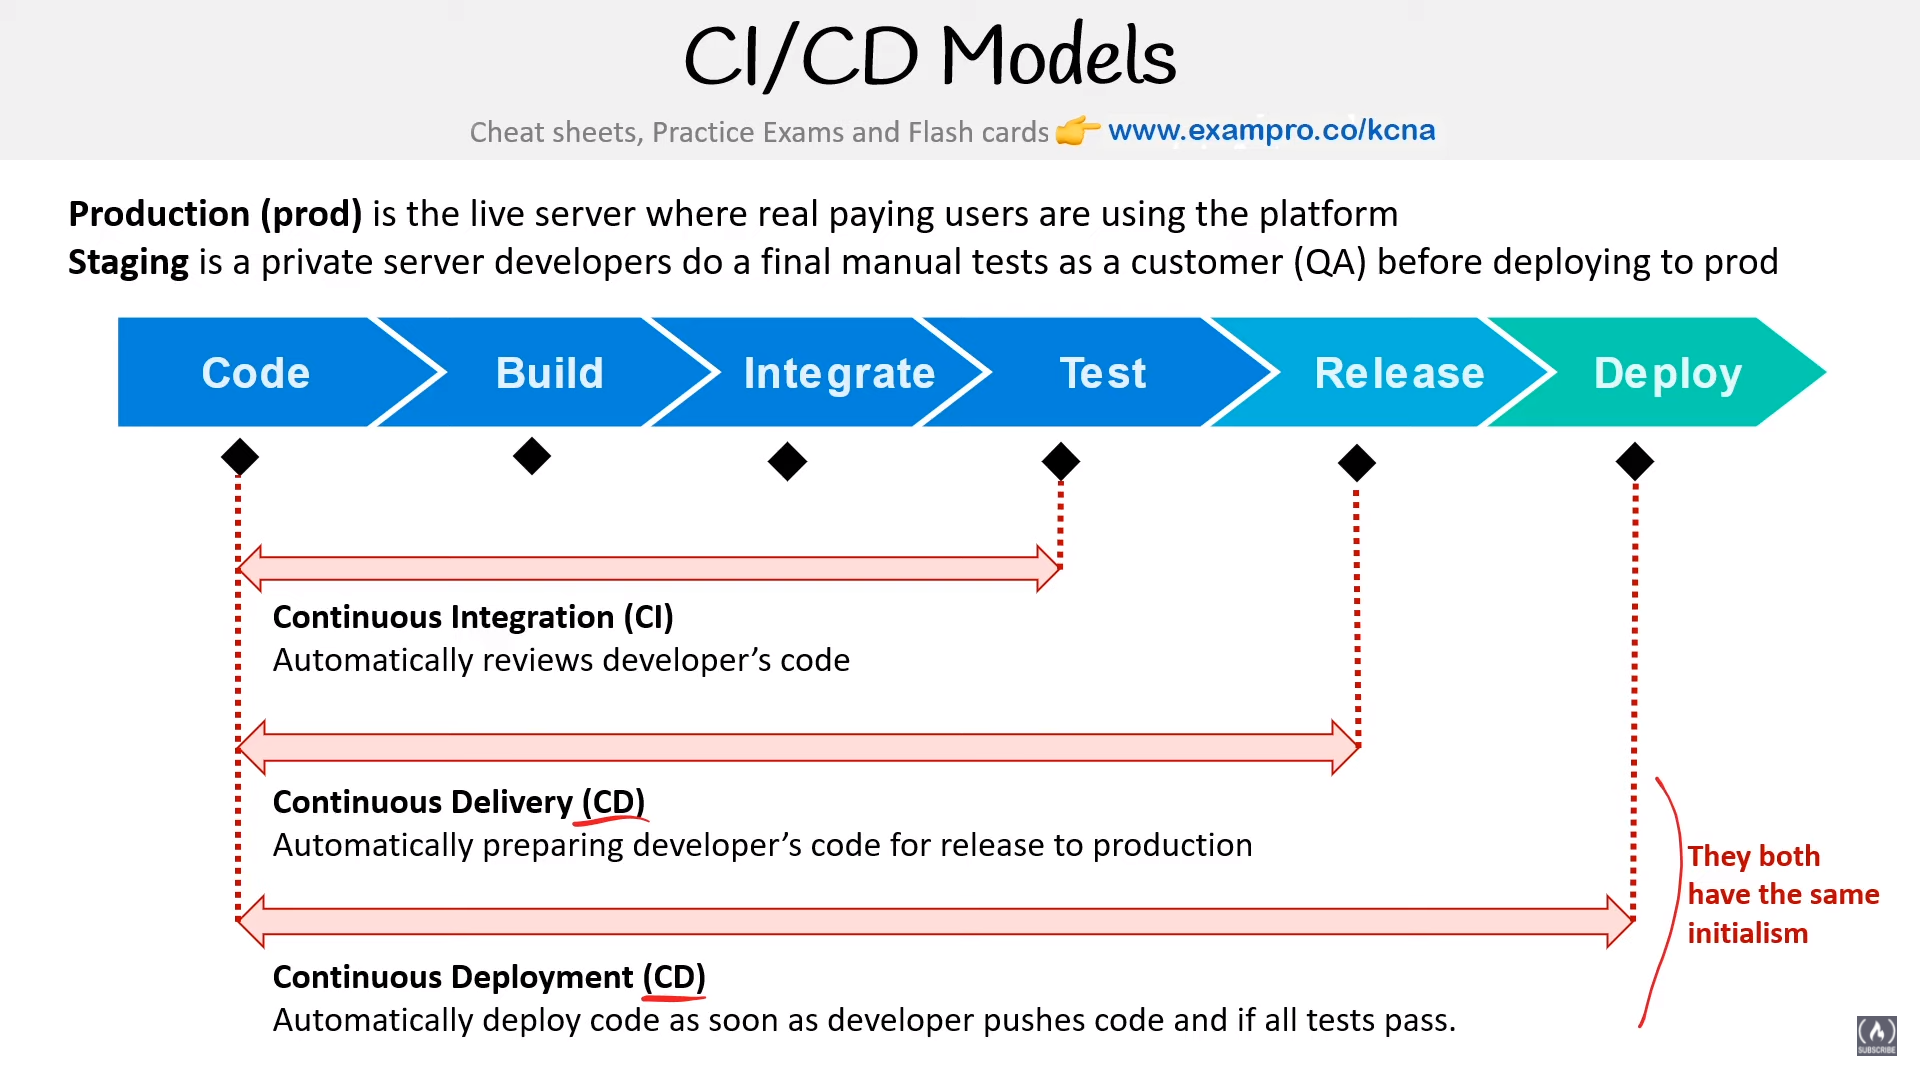 CI/CD Models
Cheat sheets, Practice Exams and Flash cards 👉 www.exampro.co/kcna
Production (prod) is the live server where real paying users are using the platform
Staging is a private server developers do a final manual tests as a customer (QA) before deploying to prod
Code Build Integrate Test Release Deploy
Continuous Integration (CI)
Automatically reviews developer’s code
Continuous Delivery (CD)
Automatically preparing developer’s code for release to production
They both
have the same
initialism
Continuous Deployment (CD)
Automatically deploy code as soon as developer pushes code and if all tests pass.
SUBSCRIBE